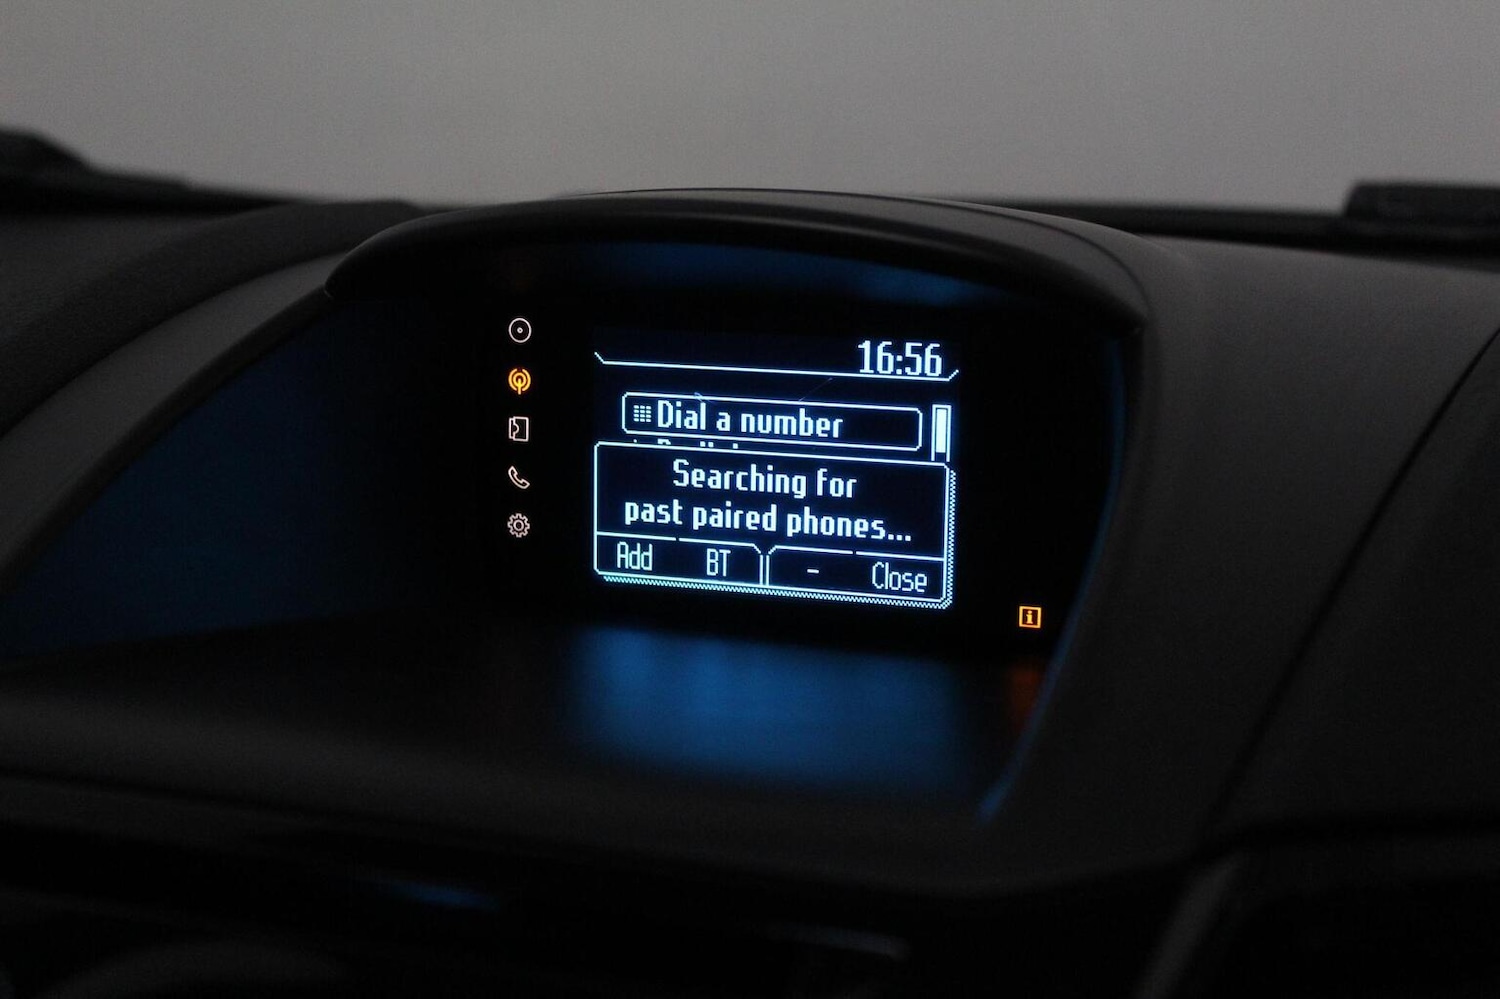 16:56
Dial a number
Searching for
past paired phones...
Add BT - Close
i